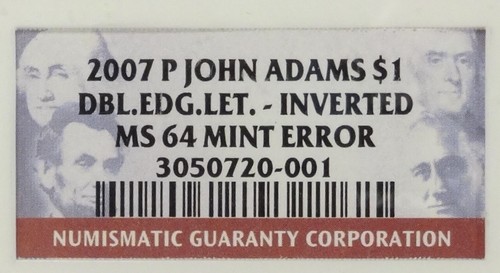 2007 P JOHN ADAMS $1
DBL.EDG.LET. - INVERTED
MS 64 MINT ERROR
3050720-001
NUMISMATIC GUARANTY CORPORATION